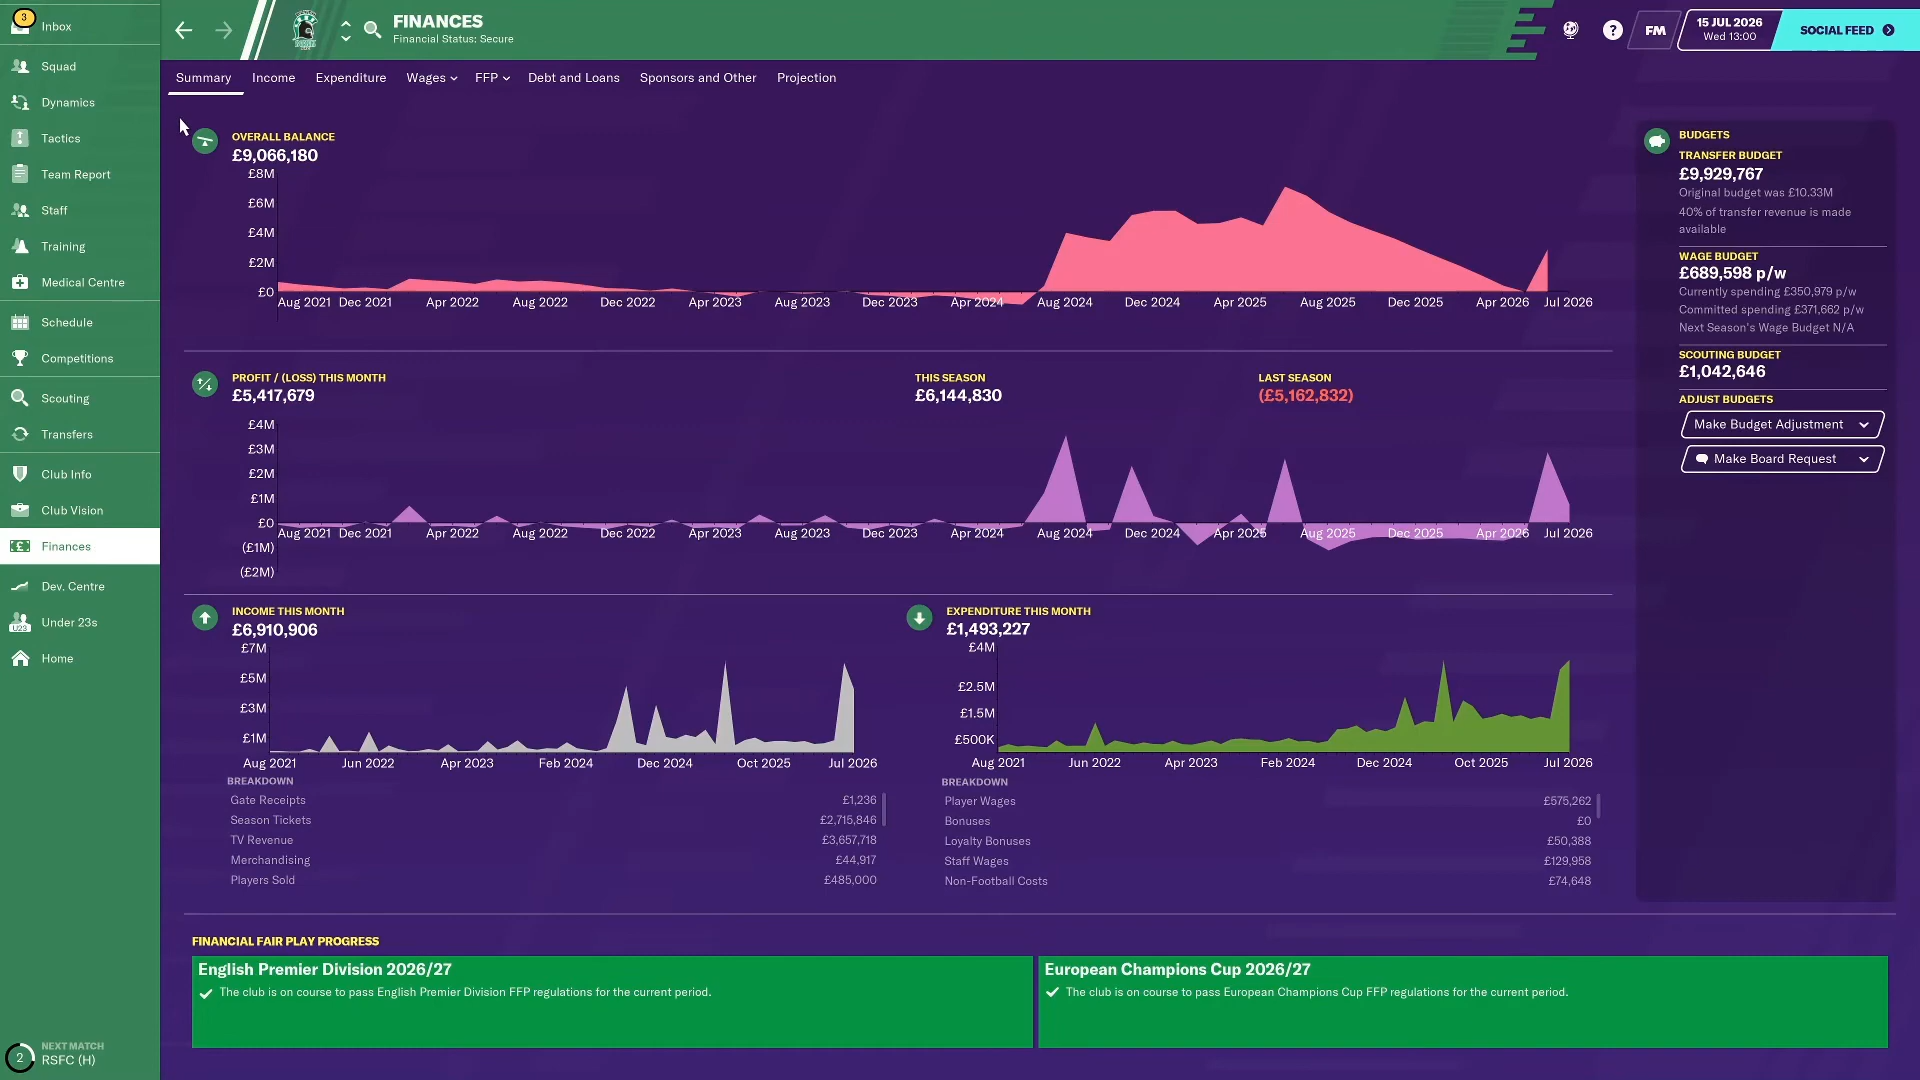 3
Inbox
Squad
Dynamics
Tactics
Team Report
Staff
Training
Medical Centre
Schedule
Competitions
Scouting
Transfers
Club Info
Club Vision
Finances
Dev. Centre
U23
Under 23s
Home
2
NEXT MATCH
RSFC (H)
FINANCES
Financial Status: Secure
?
FM
15 JUL 2026
Wed 13:00
SOCIAL FEED
Summary Income Expenditure Wages FFP Debt and Loans Sponsors and Other Projection
OVERALL BALANCE
£9,066,180
£8M
£6M
£4M
£2M
£0
Aug 2021 Dec 2021 Apr 2022 Aug 2022 Dec 2022 Apr 2023 Aug 2023 Dec 2023 Apr 2024 Aug 2024 Dec 2024 Apr 2025 Aug 2025 Dec 2025 Apr 2026 Jul 2026
PROFIT / (LOSS) THIS MONTH
£5,417,679
THIS SEASON
£6,144,830
LAST SEASON
(£5,162,832)
£4M
£3M
£2M
£1M
£0
(£1M)
(£2M)
Aug 2021 Dec 2021 Apr 2022 Aug 2022 Dec 2022 Apr 2023 Aug 2023 Dec 2023 Apr 2024 Aug 2024 Dec 2024 Apr 2025 Aug 2025 Dec 2025 Apr 2026 Jul 2026
INCOME THIS MONTH
£6,910,906
£7M
£5M
£3M
£1M
Aug 2021 Jun 2022 Apr 2023 Feb 2024 Dec 2024 Oct 2025 Jul 2026
BREAKDOWN
Gate Receipts £1,236
Season Tickets £2,715,846
TV Revenue £3,657,718
Merchandising £44,917
Players Sold £485,000
EXPENDITURE THIS MONTH
£1,493,227
£4M
£2.5M
£1.5M
£500K
Aug 2021 Jun 2022 Apr 2023 Feb 2024 Dec 2024 Oct 2025 Jul 2026
BREAKDOWN
Player Wages £575,262
Bonuses £0
Loyalty Bonuses £50,388
Staff Wages £129,958
Non-Football Costs £74,648
BUDGETS
TRANSFER BUDGET
£9,929,767
Original budget was £10.33M
40% of transfer revenue is made
available
WAGE BUDGET
£689,598 p/w
Currently spending £350,979 p/w
Committed spending £371,662 p/w
Next Season's Wage Budget N/A
SCOUTING BUDGET
£1,042,646
ADJUST BUDGETS
Make Budget Adjustment
Make Board Request
FINANCIAL FAIR PLAY PROGRESS
English Premier Division 2026/27
The club is on course to pass English Premier Division FFP regulations for the current period.
European Champions Cup 2026/27
The club is on course to pass European Champions Cup FFP regulations for the current period.